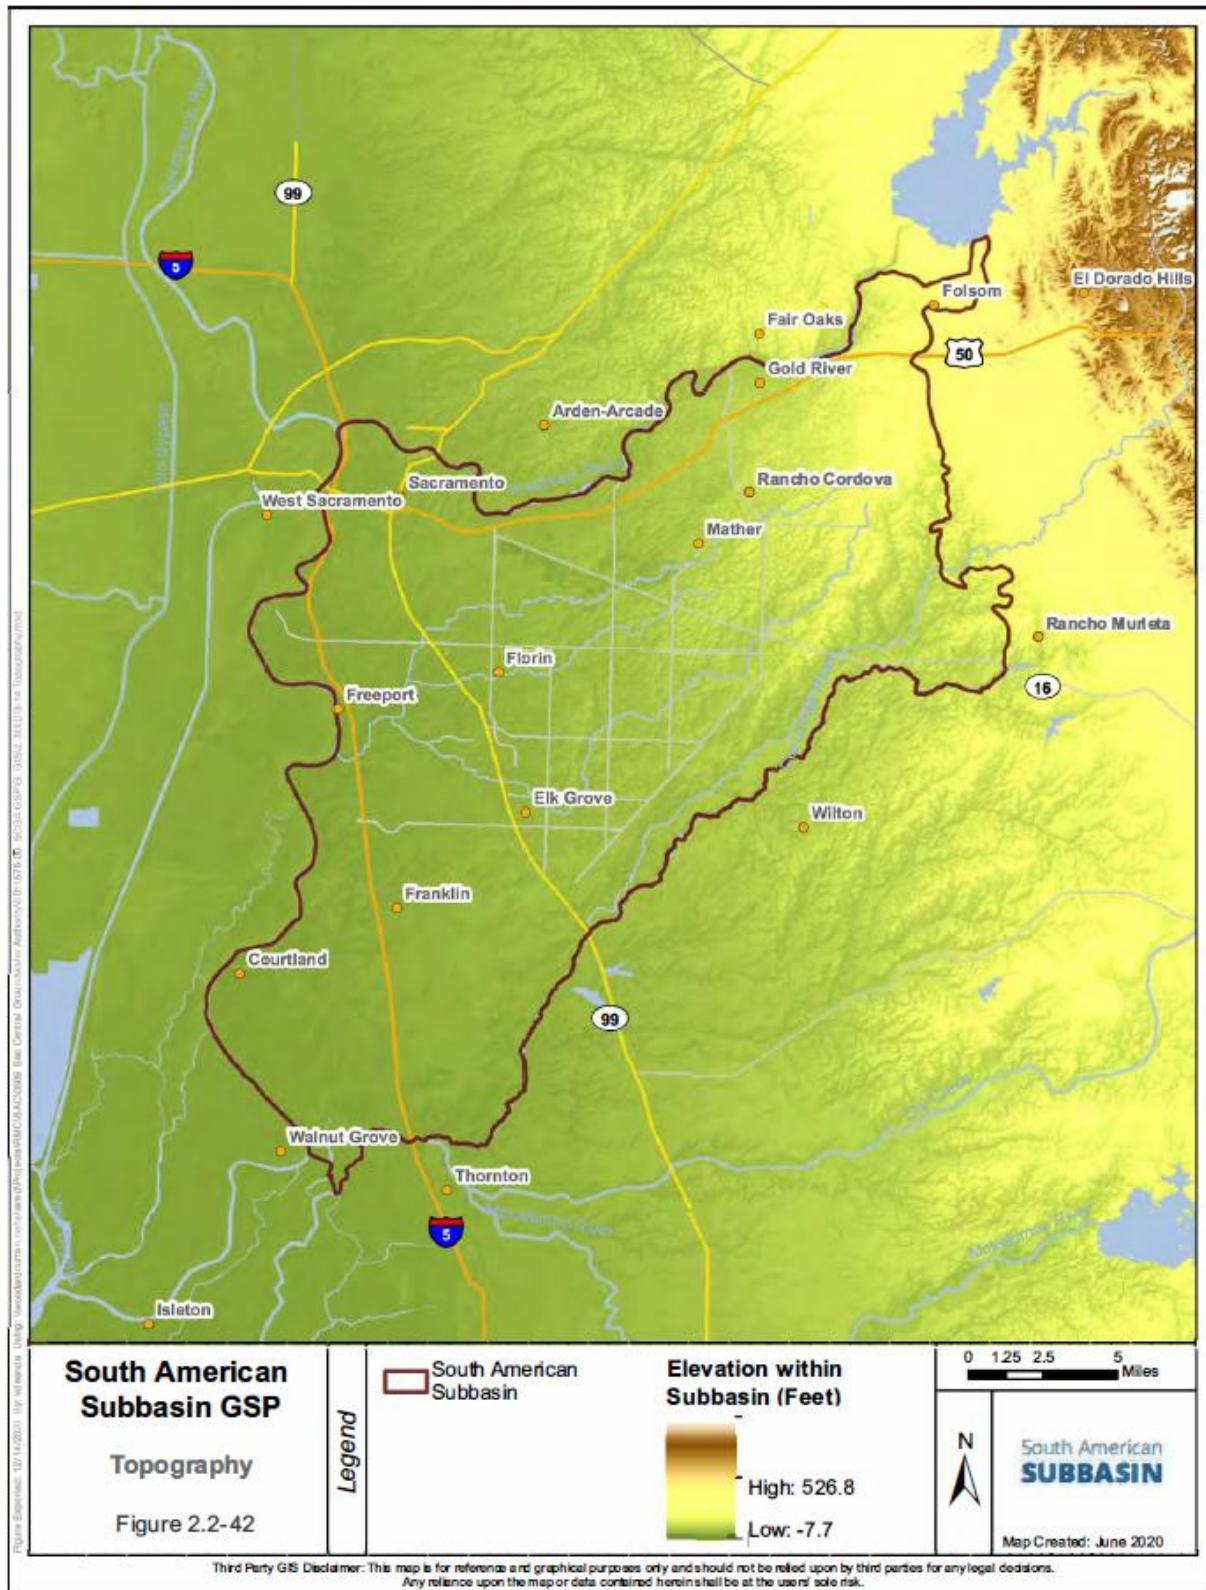 99
5
El Dorado Hills
Folsom
Fair Oaks
50
Gold River
Arden-Arcade
Sacramento
Rancho Cordova
West Sacramento
Mather
Rancho Murieta
Florin
16
Freeport
Elk Grove
Wilton
Franklin
Courtland
99
Walnut Grove
Thornton
Mokelumne River
Mokelumne River
5
Isleton
South American
Subbasin GSP
Topography
Figure 2.2-42
Legend
South American
Subbasin
Elevation within
Subbasin (Feet)
High: 526.8
Low: -7.7
0 1.25 2.5 5
Miles
N
South American
SUBBASIN
Map Created: June 2020
Third Party GIS Disclaimer: This map is for reference and graphical purposes only and should not be relied upon by third parties for any legal decisions.
Any reliance upon the map or data contained herein shall be at the users' sole risk.